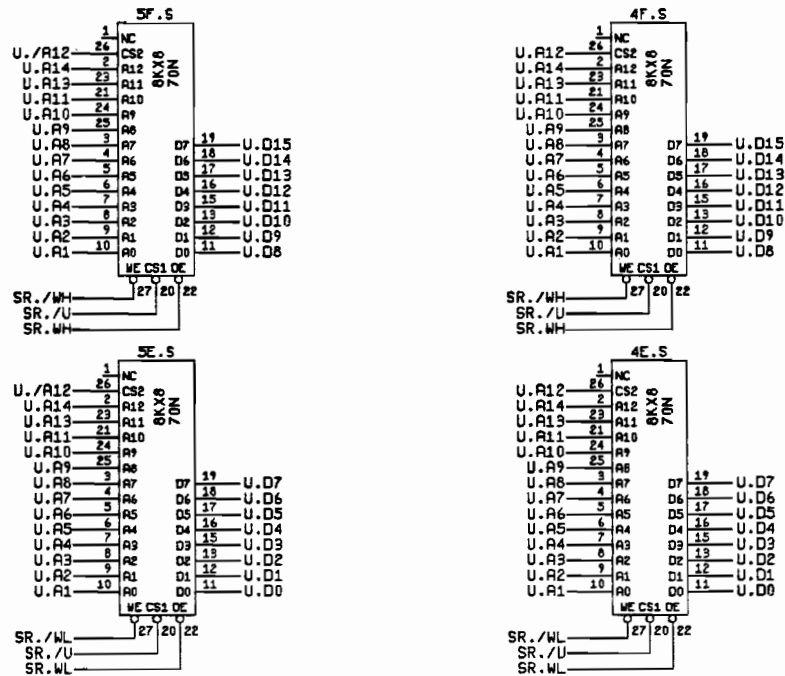 5F.S
1 NC
U./A12 26 CS2
U.A14 2 A12
U.A13 23 A11
U.A11 21 A10
U.A10 24 A9
U.A9 25 A8
U.A8 3 A7 D7 19 U.D15
U.A7 4 A6 D6 18 U.D14
U.A6 5 A5 D5 17 U.D13
U.A5 6 A4 D4 16 U.D12
U.A4 7 A3 D3 15 U.D11
U.A3 8 A2 D2 13 U.D10
U.A2 9 A1 D1 12 U.D9
U.A1 10 A0 D0 11 U.D8
8KX8
70N
WE CS1 OE
27 20 22
SR./WH
SR./U
SR.WH
4F.S
1 NC
U.A12 26 CS2
U.A14 2 A12
U.A13 23 A11
U.A11 21 A10
U.A10 24 A9
U.A9 25 A8
U.A8 3 A7 D7 19 U.D15
U.A7 4 A6 D6 18 U.D14
U.A6 5 A5 D5 17 U.D13
U.A5 6 A4 D4 16 U.D12
U.A4 7 A3 D3 15 U.D11
U.A3 8 A2 D2 13 U.D10
U.A2 9 A1 D1 12 U.D9
U.A1 10 A0 D0 11 U.D8
8KX8
70N
WE CS1 OE
27 20 22
SR./WH
SR./U
SR.WH
5E.S
1 NC
U./A12 26 CS2
U.A14 2 A12
U.A13 23 A11
U.A11 21 A10
U.A10 24 A9
U.A9 25 A8
U.A8 3 A7 D7 19 U.D7
U.A7 4 A6 D6 18 U.D6
U.A6 5 A5 D5 17 U.D5
U.A5 6 A4 D4 16 U.D4
U.A4 7 A3 D3 15 U.D3
U.A3 8 A2 D2 13 U.D2
U.A2 9 A1 D1 12 U.D1
U.A1 10 A0 D0 11 U.D0
8KX8
70N
WE CS1 OE
27 20 22
SR./WL
SR./U
SR.WL
4E.S
1 NC
U.A12 26 CS2
U.A14 2 A12
U.A13 23 A11
U.A11 21 A10
U.A10 24 A9
U.A9 25 A8
U.A8 3 A7 D7 19 U.D7
U.A7 4 A6 D6 18 U.D6
U.A6 5 A5 D5 17 U.D5
U.A5 6 A4 D4 16 U.D4
U.A4 7 A3 D3 15 U.D3
U.A3 8 A2 D2 13 U.D2
U.A2 9 A1 D1 12 U.D1
U.A1 10 A0 D0 11 U.D0
8KX8
70N
WE CS1 OE
27 20 22
SR./WL
SR./U
SR.WL